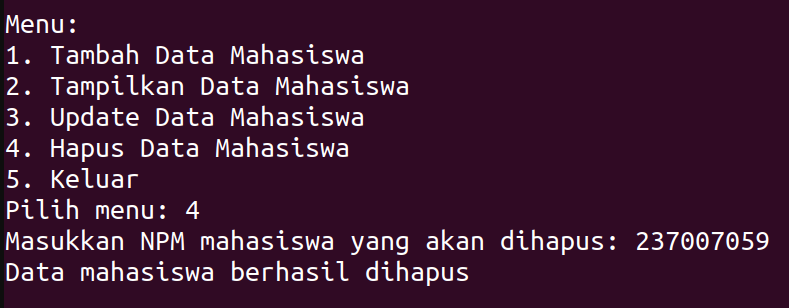 Menu:
1. Tambah Data Mahasiswa
2. Tampilkan Data Mahasiswa
3. Update Data Mahasiswa
4. Hapus Data Mahasiswa
5. Keluar
Pilih menu: 4
Masukkan NPM mahasiswa yang akan dihapus: 237007059
Data mahasiswa berhasil dihapus